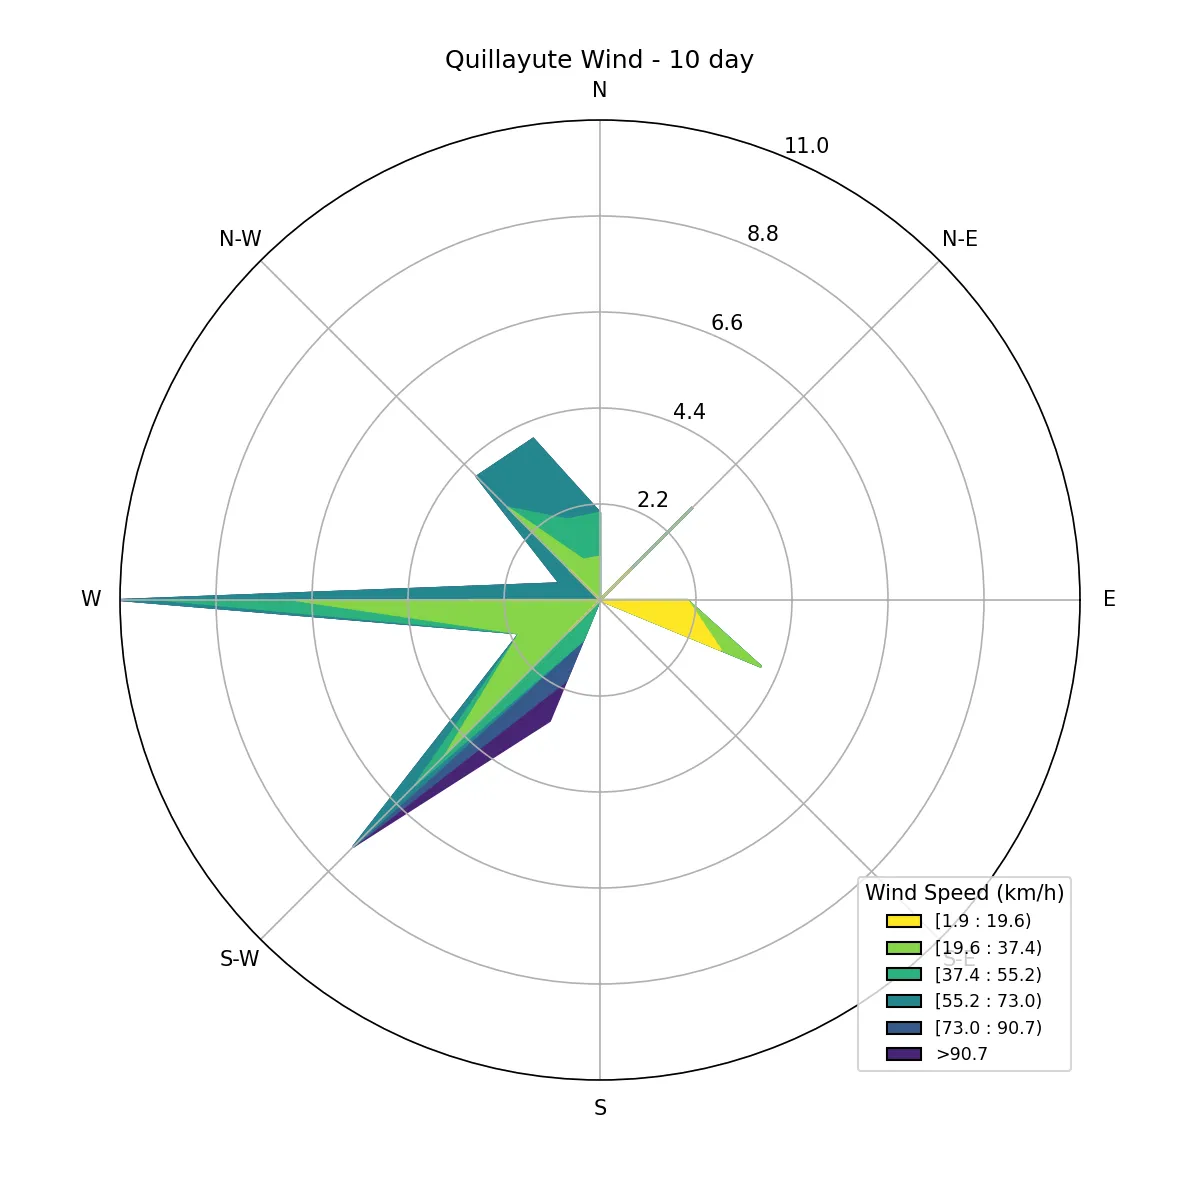 Quillayute Wind - 10 day
N
11.0
N-W
N-E
8.8
6.6
4.4
2.2
W
E
S-W
S-E
Wind Speed (km/h)
[1.9 : 19.6)
[19.6 : 37.4)
[37.4 : 55.2)
[55.2 : 73.0)
[73.0 : 90.7)
>90.7
S